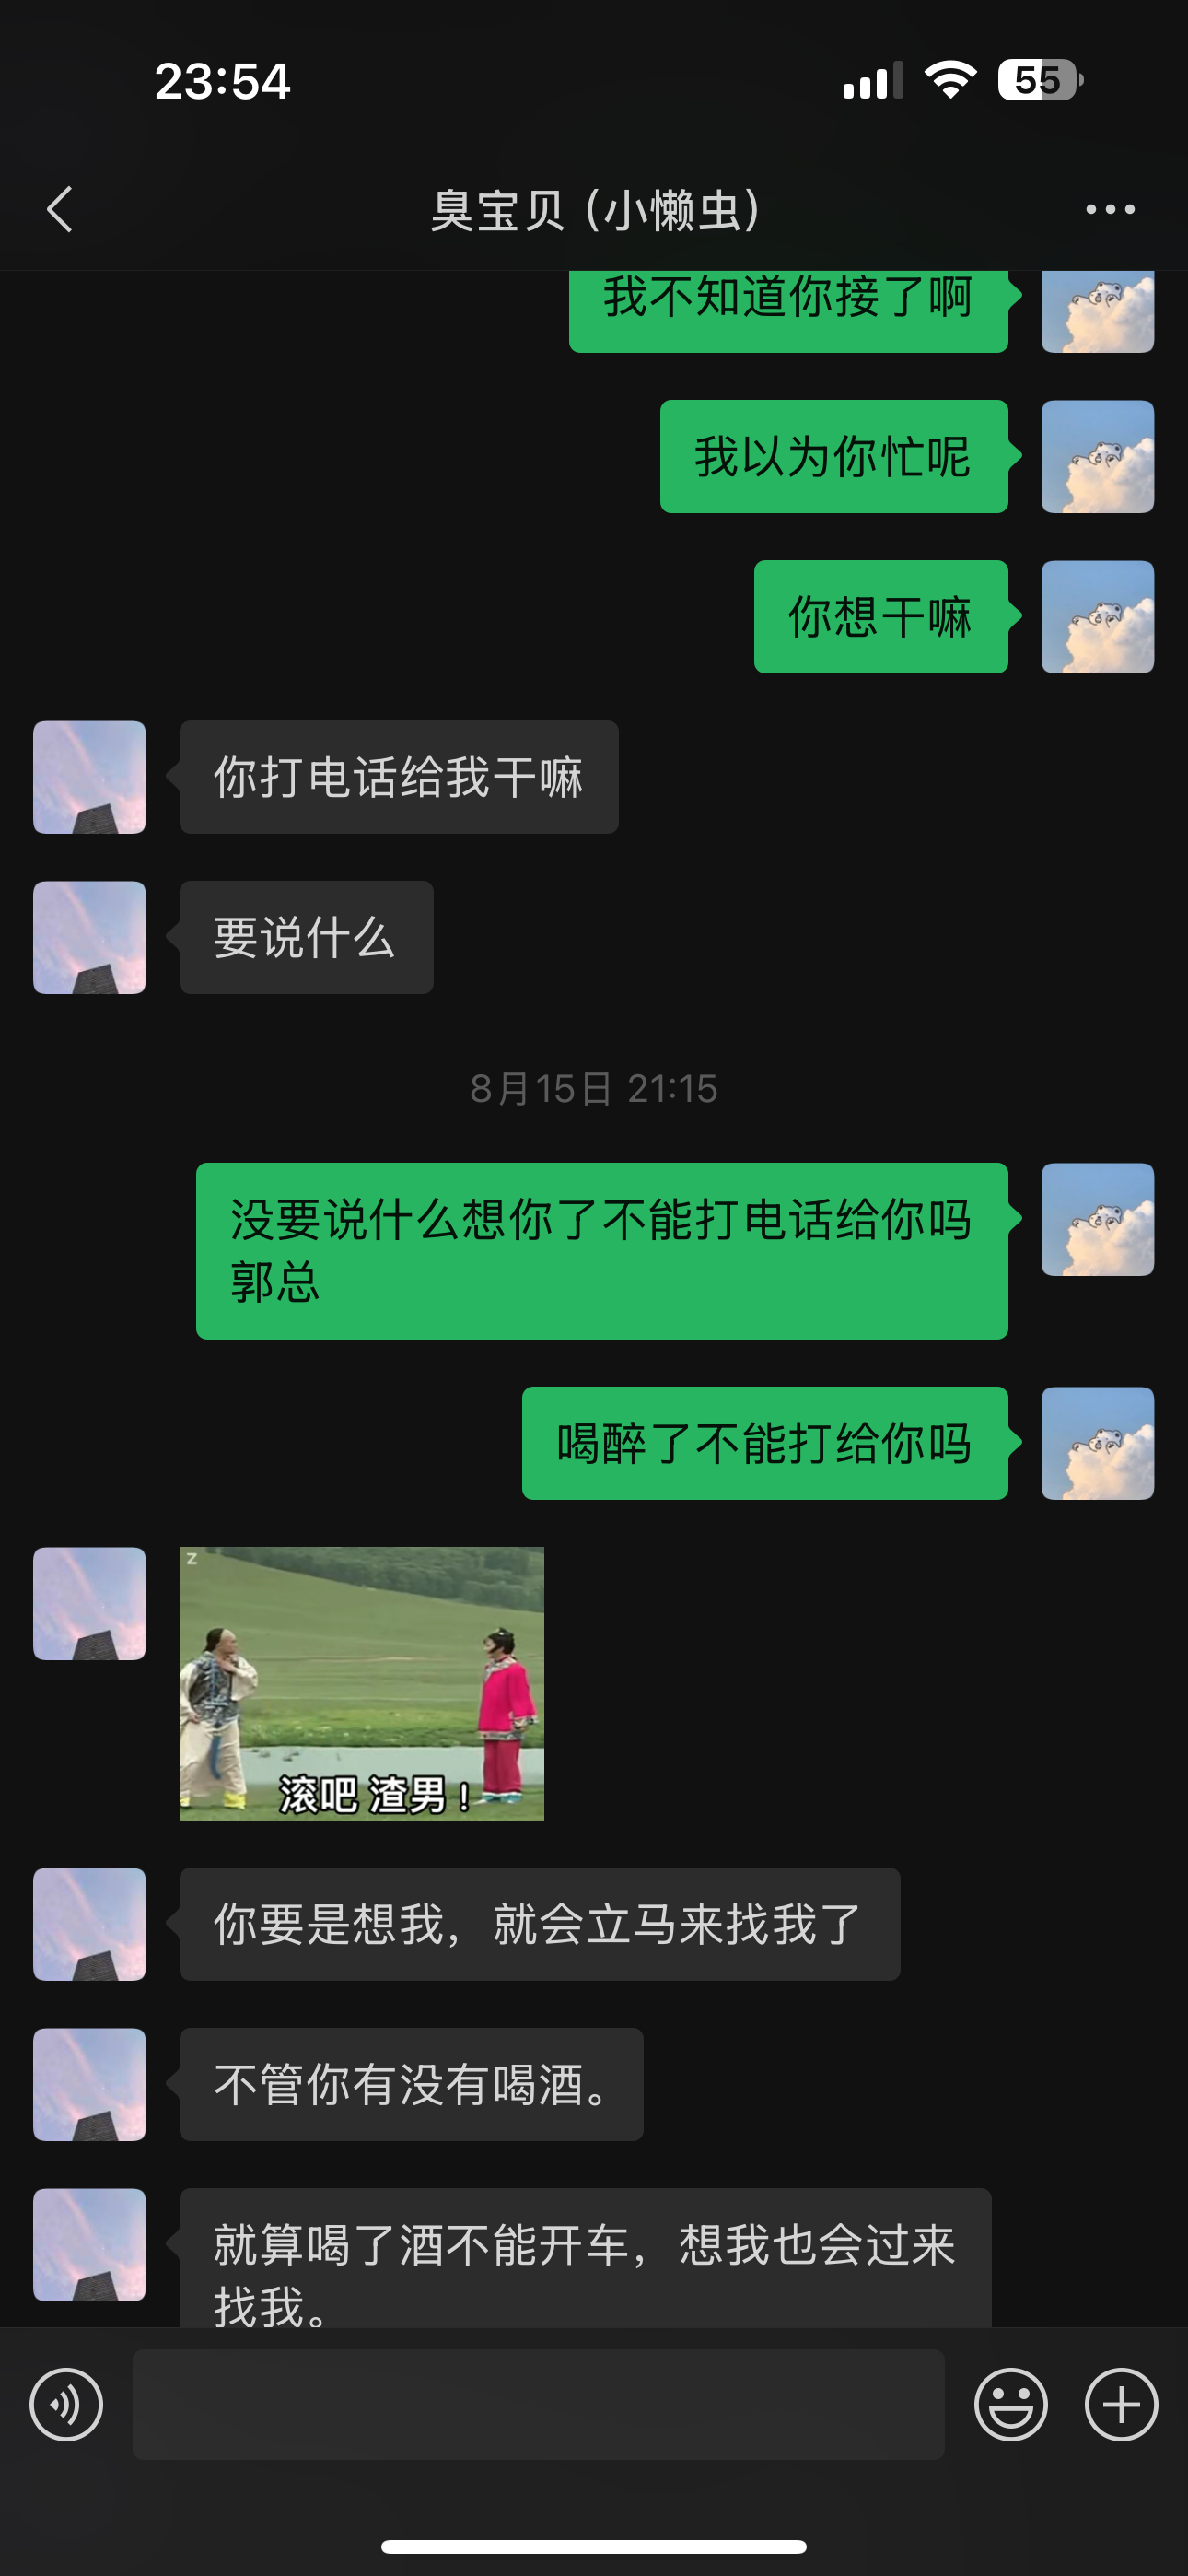 23:54
55
臭宝贝 (小懒虫)
我不知道你接了啊
我以为你忙呢
你想干嘛
你打电话给我干嘛
要说什么
8月15日 21:15
没要说什么想你了不能打电话给你吗
郭总
喝醉了不能打给你吗
z
滚吧 渣男！
你要是想我，就会立马来找我了
不管你有没有喝酒。
就算喝了酒不能开车，想我也会过来
找我。